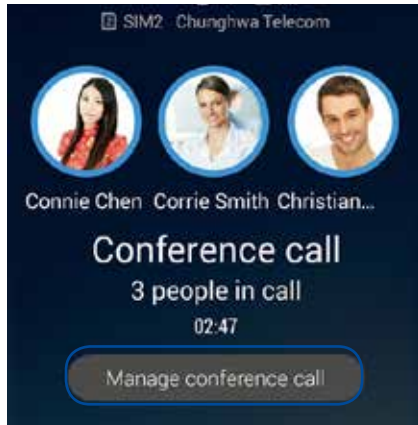 SIM2 Chunghwa Telecom
Connie Chen Corrie Smith Christian...
Conference call
3 people in call
02:47
Manage conference call